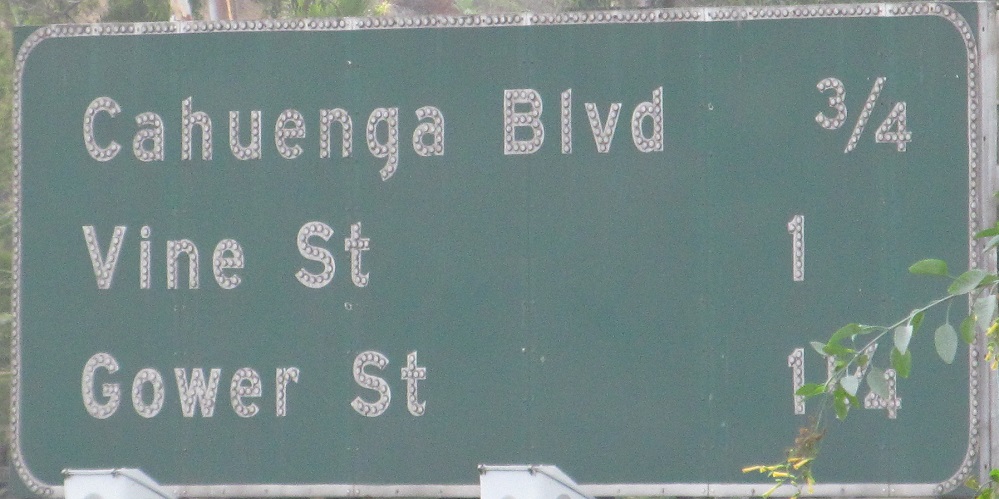 Cahuenga Blvd 3/4
Vine St 1
Gower St